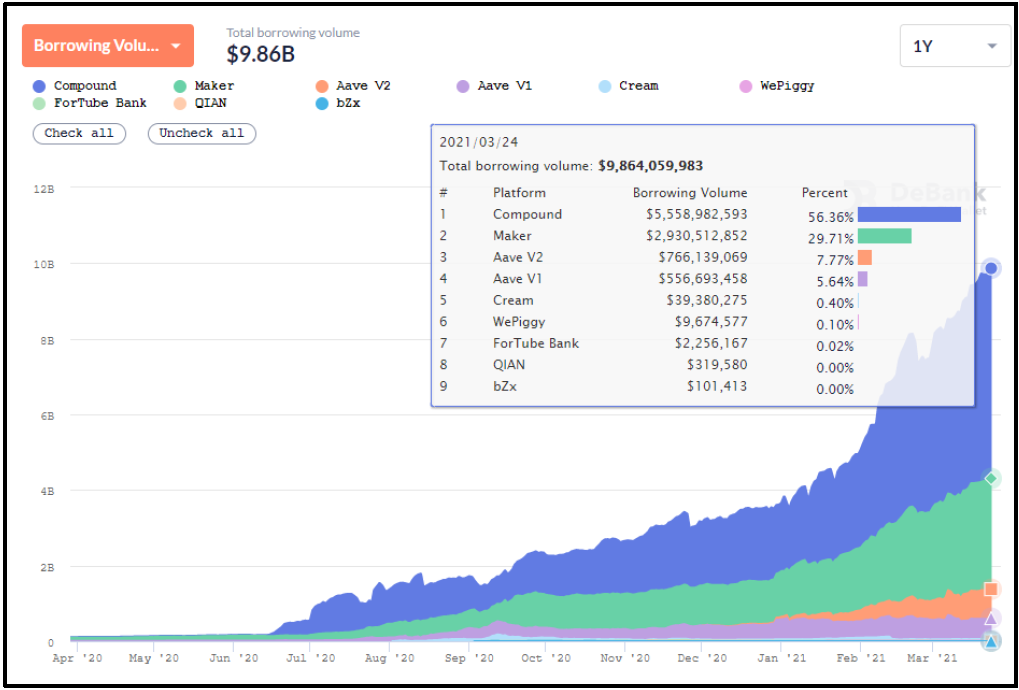 Borrowing Volu...
Total borrowing volume
$9.86B
1Y
Compound Maker Aave V2 Aave V1 Cream WePiggy
ForTube Bank QIAN bZx
Check all Uncheck all
2021/03/24
Total borrowing volume: $9,864,059,983
# Platform Borrowing Volume Percent
1 Compound $5,558,982,593 56.36%
2 Maker $2,930,512,852 29.71%
3 Aave V2 $766,139,069 7.77%
4 Aave V1 $556,693,458 5.64%
5 Cream $39,380,275 0.40%
6 WePiggy $9,674,577 0.10%
7 ForTube Bank $2,256,167 0.02%
8 QIAN $319,580 0.00%
9 bZx $101,413 0.00%
DeBank
12B
10B
8B
6B
4B
2B
0
Apr '20 May '20 Jun '20 Jul '20 Aug '20 Sep '20 Oct '20 Nov '20 Dec '20 Jan '21 Feb '21 Mar '21